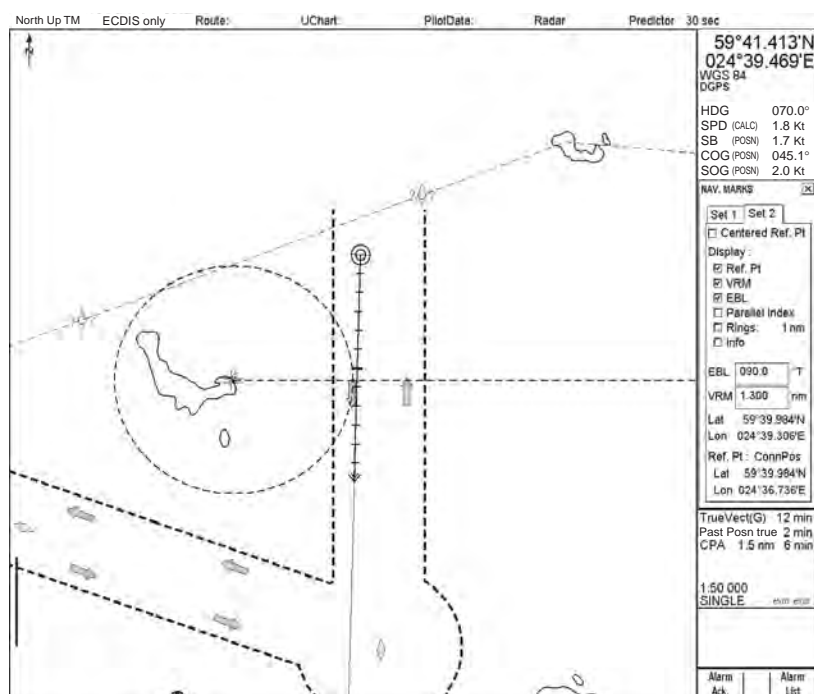 North Up TM ECDIS only Route: UChart: PilotData: Radar Predictor 30 sec
59°41.413'N
024°39.469'E
WGS 84
DGPS
HDG 070.0°
SPD (CALC) 1.8 Kt
SB (POSN) 1.7 Kt
COG (POSN) 045.1°
SOG (POSN) 2.0 Kt
NAV. MARKS
Set 1 Set 2
Centered Ref. Pt
Display:
Ref. Pt
VRM
EBL
Parallel Index
Rings: 1 nm
Info
EBL 090.0 °T
VRM 1.300 nm
Lat 59°39.984'N
Lon 024°39.306'E
Ref. Pt: ConnPos
Lat 59°39.984'N
Lon 024°36.736'E
TrueVect(G) 12 min
Past Posn true 2 min
CPA 1.5 nm 6 min
1:50 000
SINGLE
Alarm Ack.
Alarm List